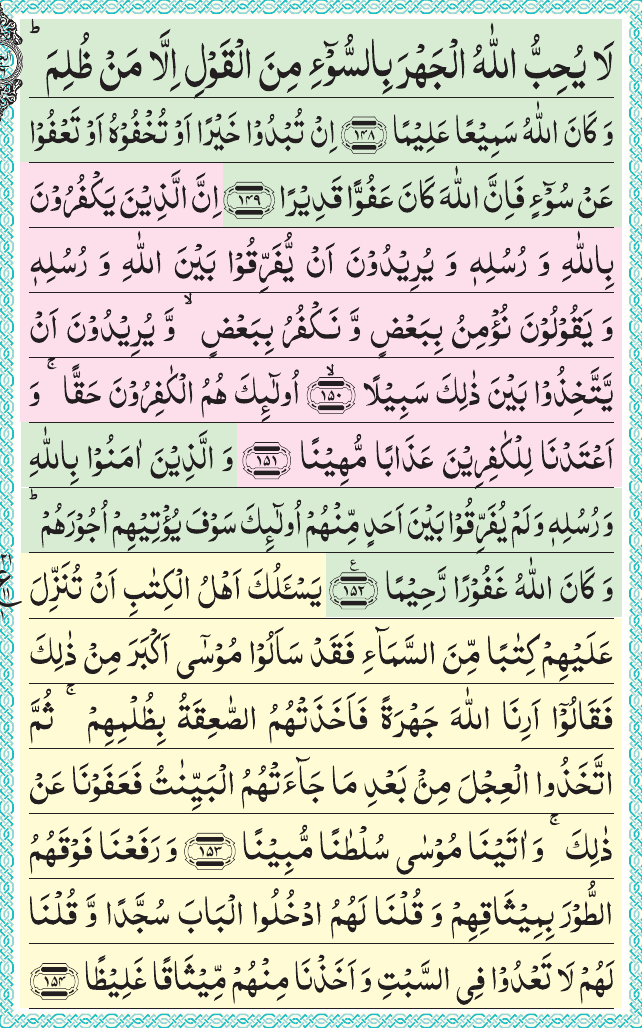 لَا یُحِبُّ اللّٰهُ الْجَهْرَ بِالسُّوْٓءِ مِنَ الْقَوْلِ اِلَّا مَنْ ظُلِمَ ؕ
وَ كَانَ اللّٰهُ سَمِیْعًا عَلِیْمًا ﴿۱۴۸﴾ اِنْ تُبْدُوْا خَیْرًا اَوْ تُخْفُوْهُ اَوْ تَعْفُوْا
عَنْ سُوْٓءٍ فَاِنَّ اللّٰهَ كَانَ عَفُوًّا قَدِیْرًا ﴿۱۴۹﴾ اِنَّ الَّذِیْنَ یَكْفُرُوْنَ
بِاللّٰهِ وَ رُسُلِهٖ وَ یُرِیْدُوْنَ اَنْ یُّفَرِّقُوْا بَیْنَ اللّٰهِ وَ رُسُلِهٖ
وَ یَقُوْلُوْنَ نُؤْمِنُ بِبَعْضٍ وَّ نَكْفُرُ بِبَعْضٍ ۙ وَّ یُرِیْدُوْنَ اَنْ
یَّتَّخِذُوْا بَیْنَ ذٰلِكَ سَبِیْلًا ﴿ۙ۱۵۰﴾ اُولٰٓىِٕكَ هُمُ الْكٰفِرُوْنَ حَقًّا ۚ وَ
اَعْتَدْنَا لِلْكٰفِرِیْنَ عَذَابًا مُّهِیْنًا ﴿۱۵۱﴾ وَ الَّذِیْنَ اٰمَنُوْا بِاللّٰهِ
وَ رُسُلِهٖ وَ لَمْ یُفَرِّقُوْا بَیْنَ اَحَدٍ مِّنْهُمْ اُولٰٓىِٕكَ سَوْفَ یُؤْتِیْهِمْ اُجُوْرَهُمْ ؕ
وَ كَانَ اللّٰهُ غَفُوْرًا رَّحِیْمًا ﴿۱۵۲﴾ ع یَسْـَٔلُكَ اَهْلُ الْكِتٰبِ اَنْ تُنَزِّلَ
عَلَیْهِمْ كِتٰبًا مِّنَ السَّمَآءِ فَقَدْ سَاَلُوْا مُوْسٰۤى اَكْبَرَ مِنْ ذٰلِكَ
فَقَالُوْۤا اَرِنَا اللّٰهَ جَهْرَةً فَاَخَذَتْهُمُ الصّٰعِقَةُ بِظُلْمِهِمْ ۚ ثُمَّ
اتَّخَذُوا الْعِجْلَ مِنْۢ بَعْدِ مَا جَآءَتْهُمُ الْبَیِّنٰتُ فَعَفَوْنَا عَنْ
ذٰلِكَ ۚ وَ اٰتَیْنَا مُوْسٰى سُلْطٰنًا مُّبِیْنًا ﴿۱۵۳﴾ وَ رَفَعْنَا فَوْقَهُمُ
الطُّوْرَ بِمِیْثَاقِهِمْ وَ قُلْنَا لَهُمُ ادْخُلُوا الْبَابَ سُجَّدًا وَّ قُلْنَا
لَهُمْ لَا تَعْدُوْا فِی السَّبْتِ وَ اَخَذْنَا مِنْهُمْ مِّیْثَاقًا غَلِیْظًا ﴿۱۵۴﴾